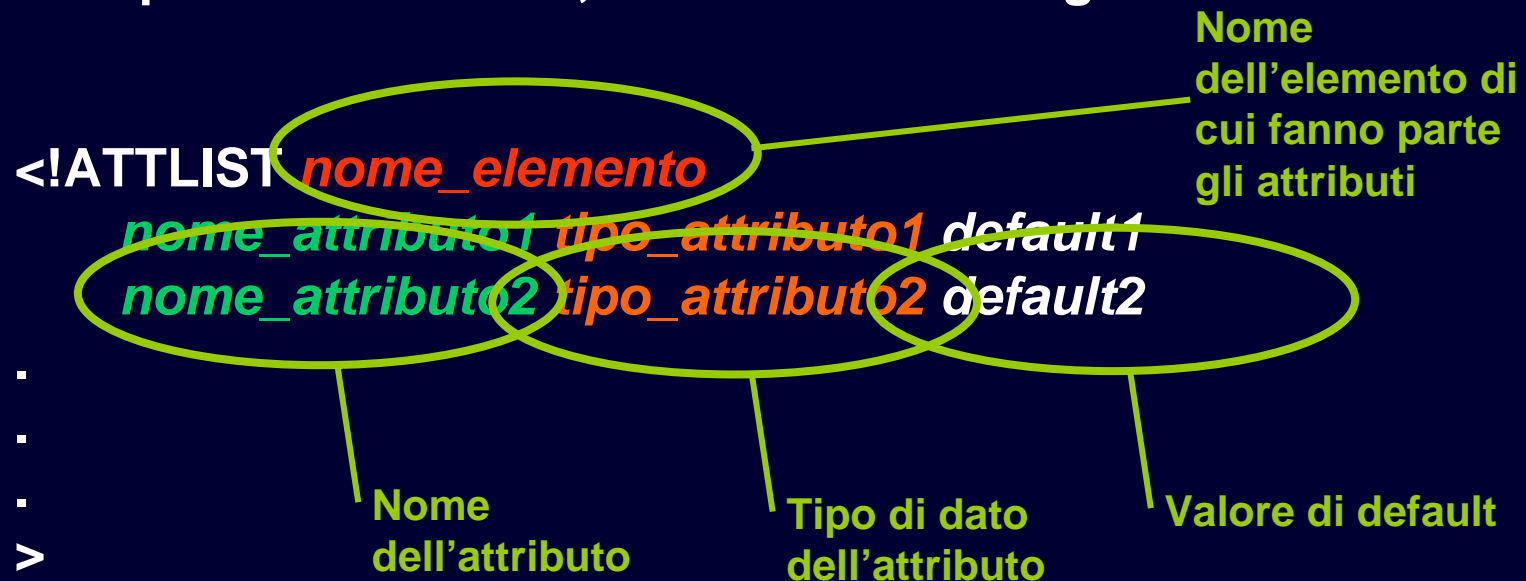 Nome
dell’elemento di
cui fanno parte
gli attributi
<!ATTLIST nome_elemento
nome_attributo1 tipo_attributo1 default1
nome_attributo2 tipo_attributo2 default2
.
.
.
>
Nome
dell’attributo
Tipo di dato
dell’attributo
Valore di default